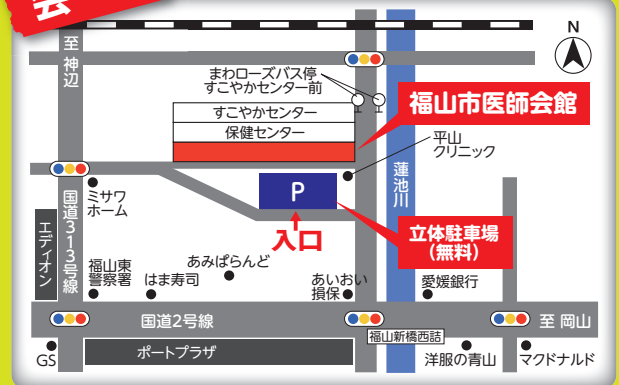 会
N
至 神辺
まわローズバス停
すこやかセンター前
すこやかセンター
保健センター
福山市医師会館
平山
クリニック
蓮池川
ミサワ
ホーム
国道313号線
エディオン
P
入口
立体駐車場
(無料)
福山東
警察署
はま寿司
あみぱらんど
あいおい
損保
愛媛銀行
国道2号線
福山新橋西詰
至 岡山
GS
ポートプラザ
洋服の青山
マクドナルド